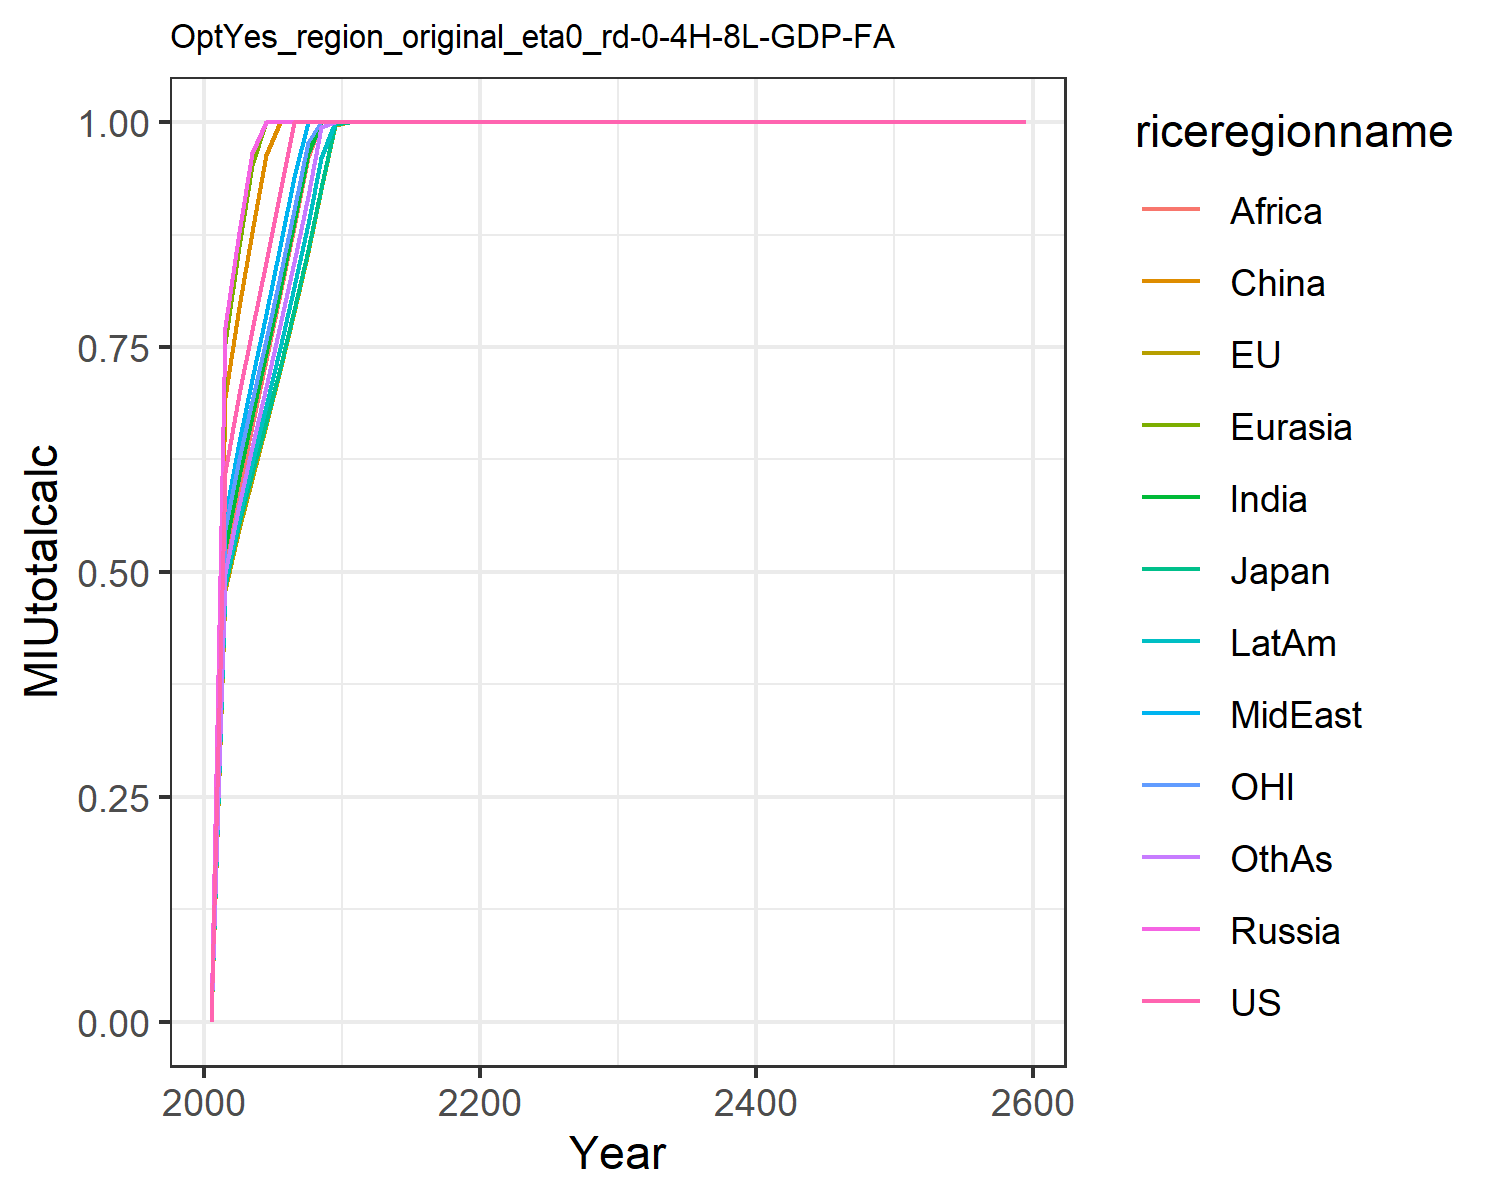 OptYes_region_original_eta0_rd-0-4H-8L-GDP-FA
1.00
0.75
0.50
0.25
0.00
MIUtotalcalc
2000
2200
2400
2600
Year
riceregionname
Africa
China
EU
Eurasia
India
Japan
LatAm
MidEast
OHI
OthAs
Russia
US